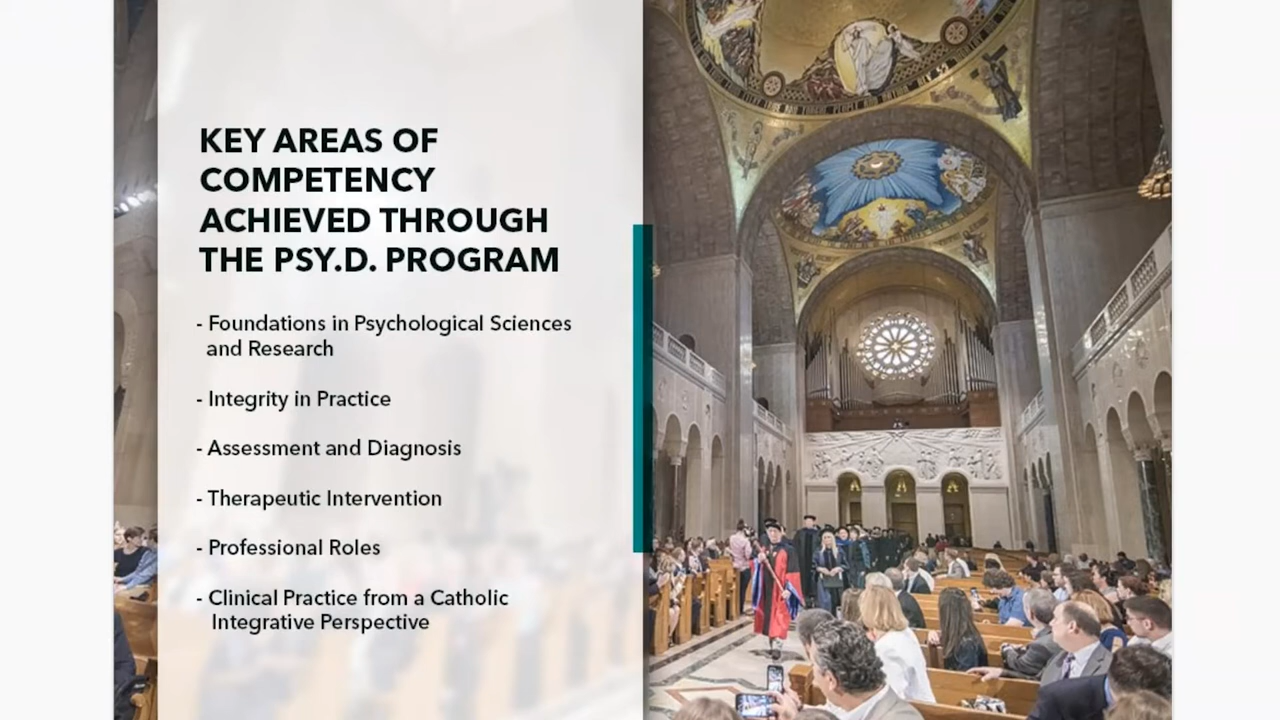 KEY AREAS OF
COMPETENCY
ACHIEVED THROUGH
THE PSY.D. PROGRAM
- Foundations in Psychological Sciences
and Research
- Integrity in Practice
- Assessment and Diagnosis
- Therapeutic Intervention
- Professional Roles
- Clinical Practice from a Catholic
Integrative Perspective